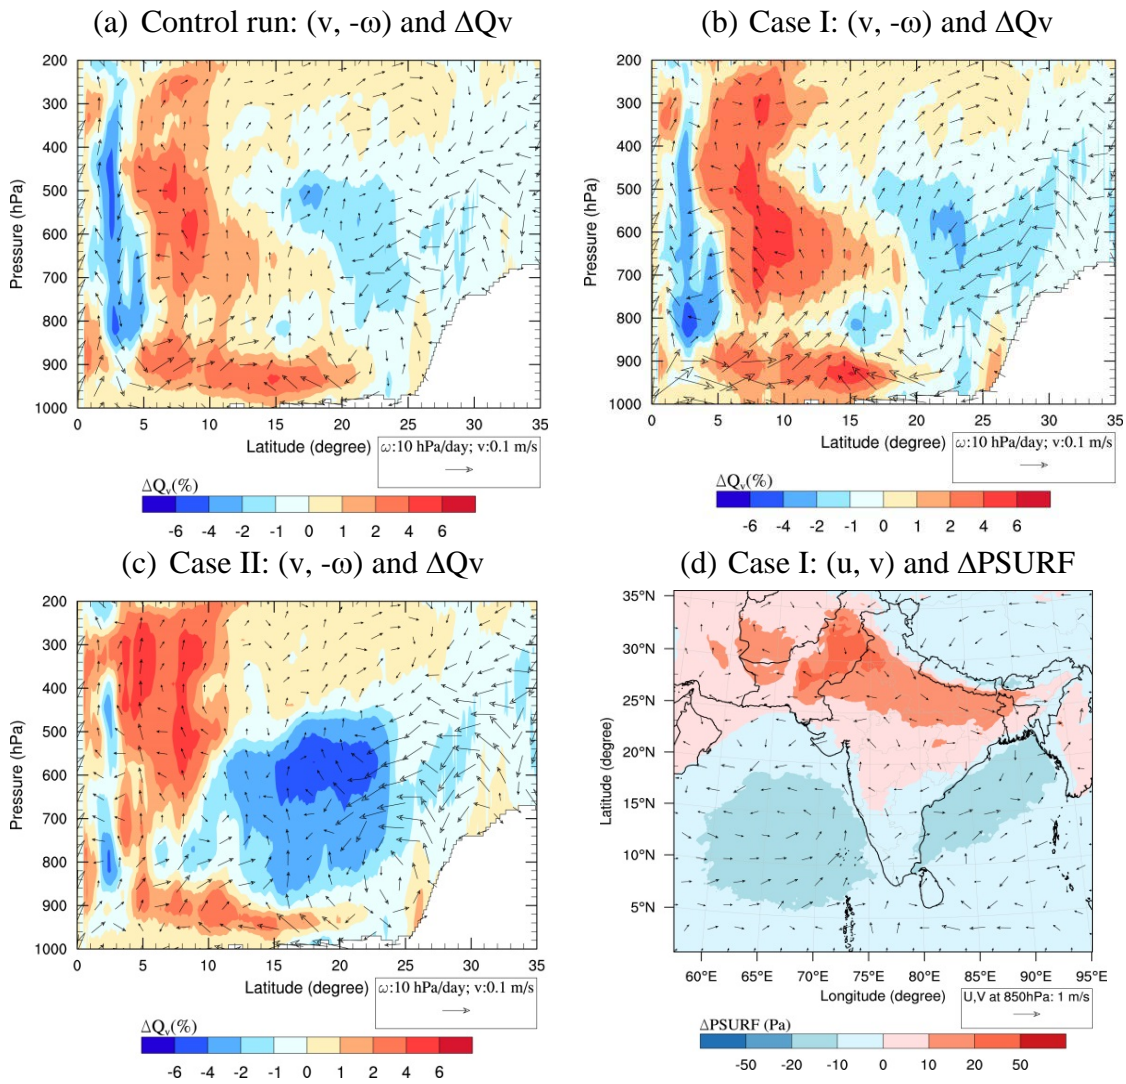 (a) Control run: (v, -ω) and ΔQv
200
300
400
500
600
700
800
900
1000
Pressure (hPa)
0 5 10 15 20 25 30 35
Latitude (degree)
ω:10 hPa/day; v:0.1 m/s
ΔQv(%)
-6 -4 -2 -1 0 1 2 4 6
(b) Case I: (v, -ω) and ΔQv
200
300
400
500
600
700
800
900
1000
Pressure (hPa)
0 5 10 15 20 25 30 35
Latitude (degree)
ω:10 hPa/day; v:0.1 m/s
ΔQv(%)
-6 -4 -2 -1 0 1 2 4 6
(c) Case II: (v, -ω) and ΔQv
200
300
400
500
600
700
800
900
1000
Pressure (hPa)
0 5 10 15 20 25 30 35
Latitude (degree)
ω:10 hPa/day; v:0.1 m/s
ΔQv(%)
-6 -4 -2 -1 0 1 2 4 6
(d) Case I: (u, v) and ΔPSURF
35°N
30°N
25°N
20°N
15°N
10°N
5°N
Latitude (degree)
60°E 65°E 70°E 75°E 80°E 85°E 90°E 95°E
Longitude (degree)
U,V at 850hPa: 1 m/s
ΔPSURF (Pa)
-50 -20 -10 0 10 20 50